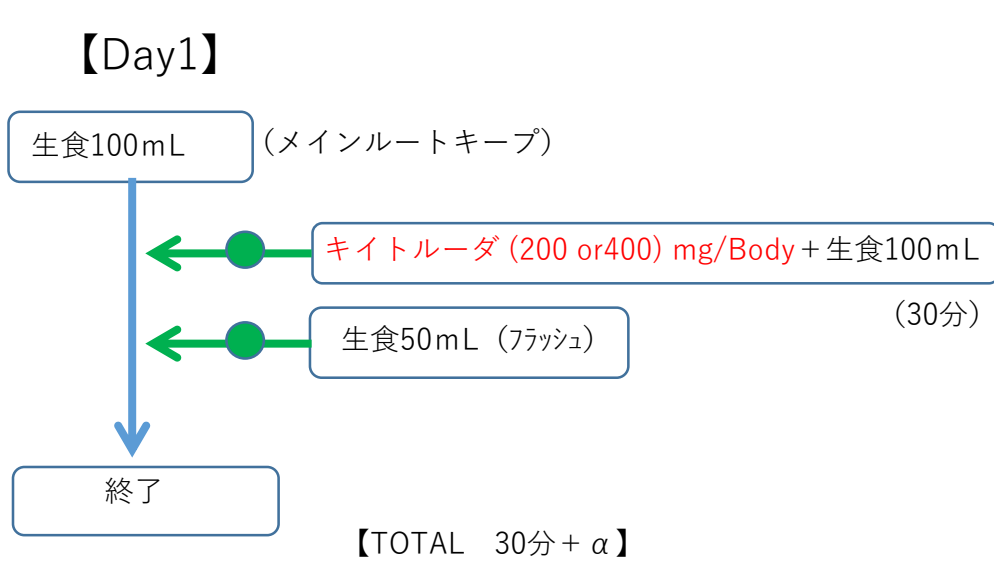 【Day1】
生食100ｍL
（メインルートキープ）
キイトルーダ (200 or400) mg/Body＋生食100ｍL
（30分）
生食50ｍL（ﾌﾗｯｼｭ）
終了
【TOTAL　30分＋α】